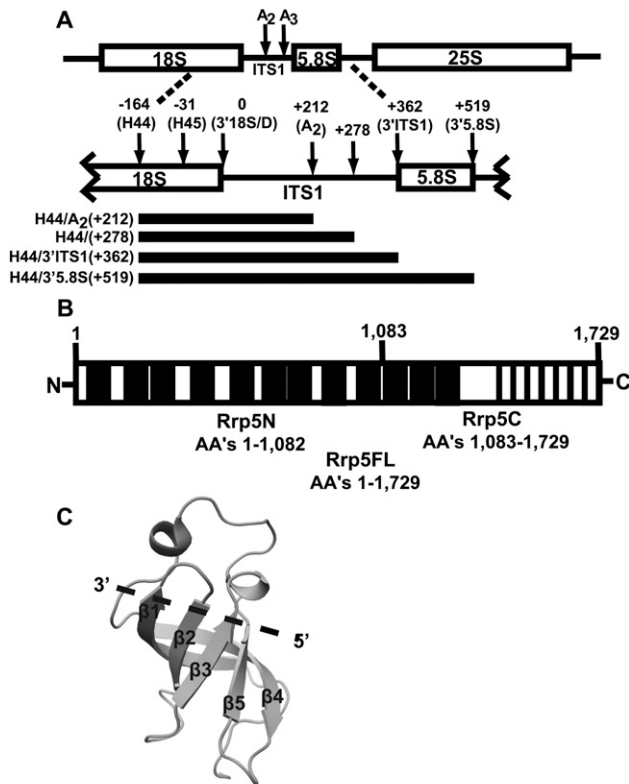 A
A2 A3
18S ITS1 5.8S 25S
-164 -31 0 +212 +278 +362 +519
(H44) (H45) (3'18S/D) (A2) (3'ITS1) (3'5.8S)
18S ITS1 5.8S
H44/A2(+212)
H44/(+278)
H44/3'ITS1(+362)
H44/3'5.8S(+519)
B
1 1,083 1,729
N C
Rrp5N Rrp5C
AA's 1-1,082 AA's 1,083-1,729
Rrp5FL
AA's 1-1,729
C
3'
β1
β2
5'
β3
β5 β4